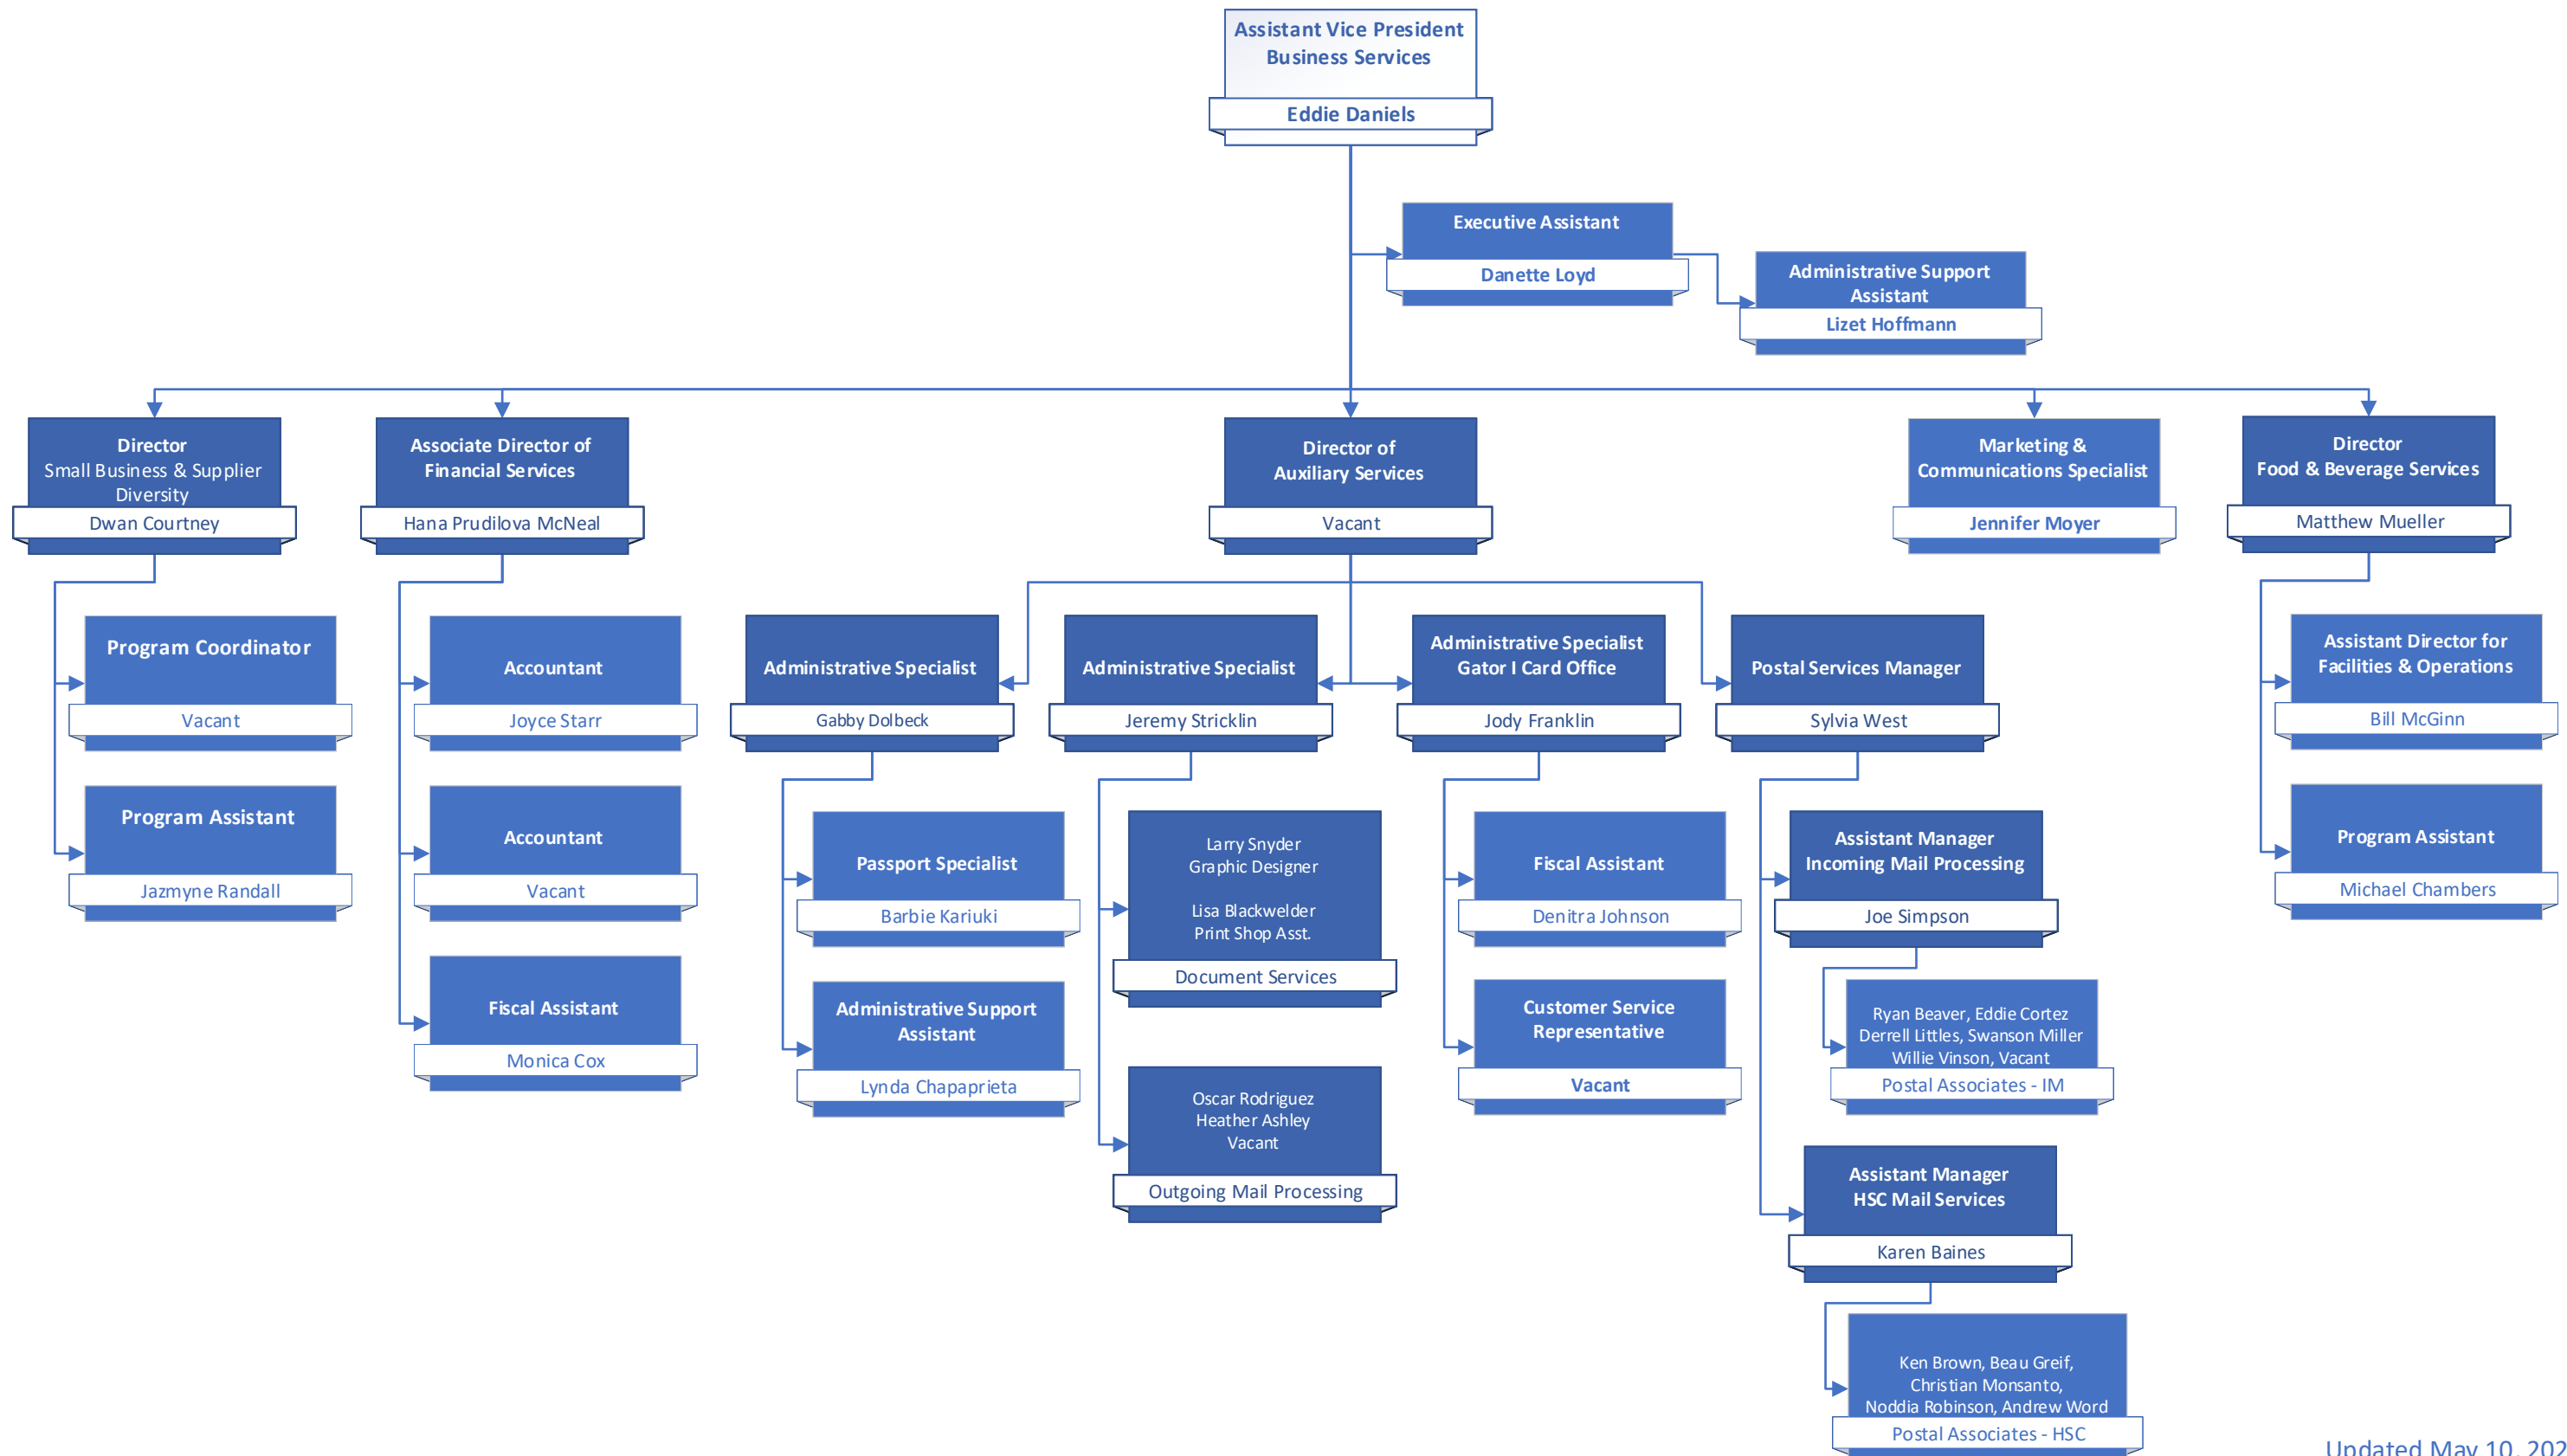 Assistant Vice President
Business Services
Eddie Daniels
Executive Assistant
Danette Loyd
Administrative Support
Assistant
Lizet Hoffmann
Director
Small Business & Supplier
Diversity
Dwan Courtney
Associate Director of
Financial Services
Hana Prudilova McNeal
Director of
Auxiliary Services
Vacant
Marketing &
Communications Specialist
Jennifer Moyer
Director
Food & Beverage Services
Matthew Mueller
Program Coordinator
Vacant
Program Assistant
Jazmyne Randall
Accountant
Joyce Starr
Accountant
Vacant
Fiscal Assistant
Monica Cox
Administrative Specialist
Gabby Dolbeck
Passport Specialist
Barbie Kariuki
Administrative Support
Assistant
Lynda Chapaprieta
Administrative Specialist
Jeremy Stricklin
Larry Snyder
Graphic Designer
Lisa Blackwelder
Print Shop Asst.
Document Services
Oscar Rodriguez
Heather Ashley
Vacant
Outgoing Mail Processing
Administrative Specialist
Gator I Card Office
Jody Franklin
Fiscal Assistant
Denitra Johnson
Customer Service
Representative
Vacant
Postal Services Manager
Sylvia West
Assistant Manager
Incoming Mail Processing
Joe Simpson
Ryan Beaver, Eddie Cortez
Derrell Littles, Swanson Miller
Willie Vinson, Vacant
Postal Associates - IM
Assistant Manager
HSC Mail Services
Karen Baines
Ken Brown, Beau Greif,
Christian Monsanto,
Noddia Robinson, Andrew Word
Postal Associates - HSC
Assistant Director for
Facilities & Operations
Bill McGinn
Program Assistant
Michael Chambers
Updated May 10, 202